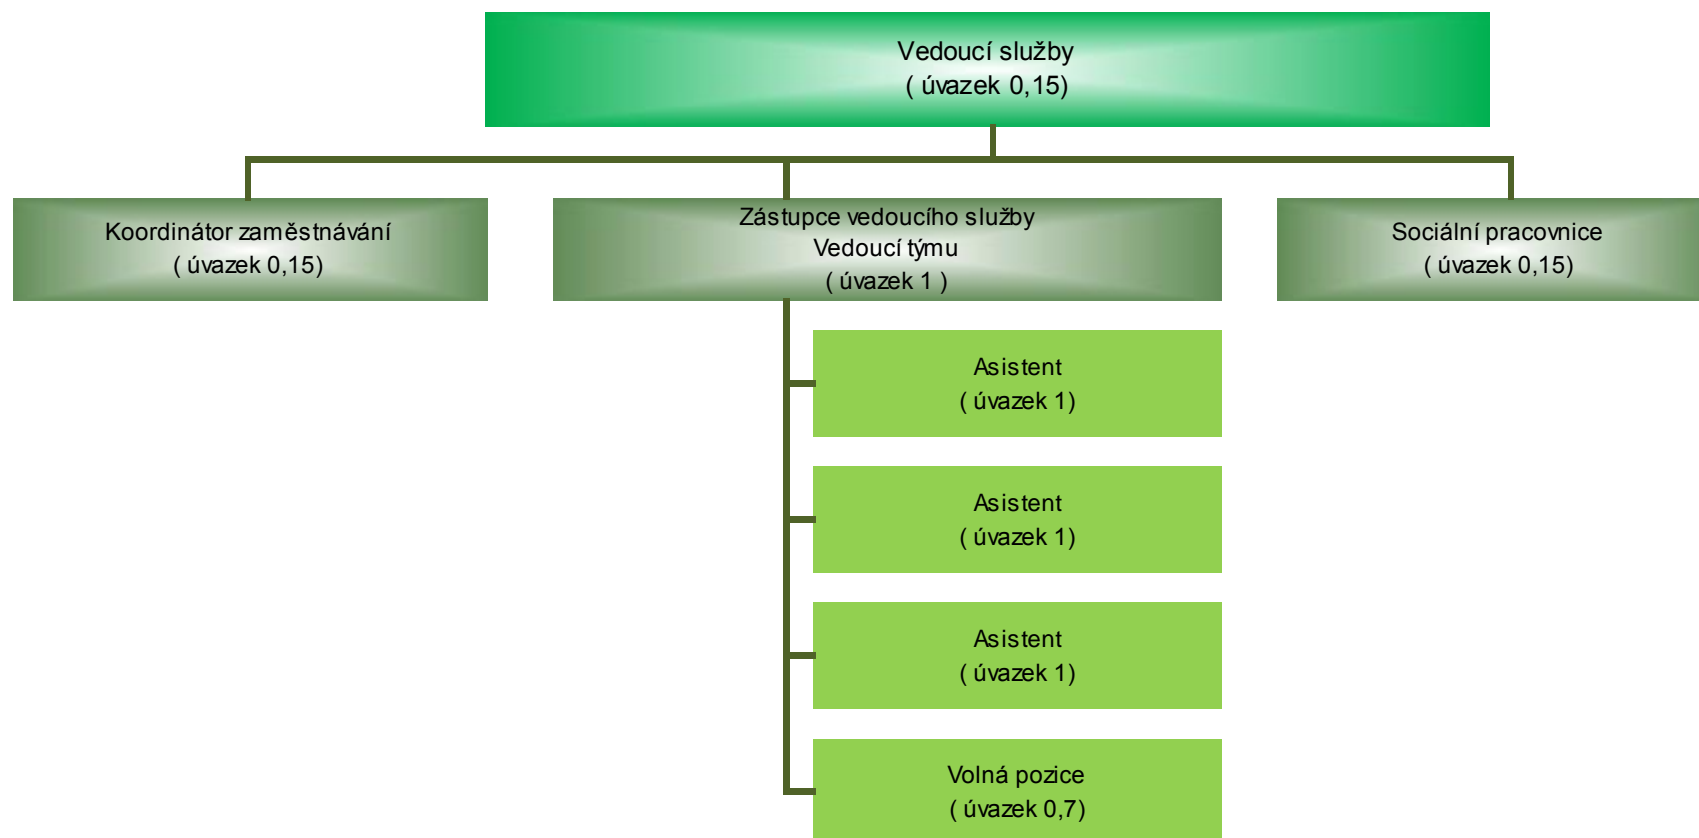 Vedoucí služby
( úvazek 0,15)
Koordinátor zaměstnávání
( úvazek 0,15)
Zástupce vedoucího služby
Vedoucí týmu
( úvazek 1 )
Sociální pracovnice
( úvazek 0,15)
Asistent
( úvazek 1)
Asistent
( úvazek 1)
Asistent
( úvazek 1)
Volná pozice
( úvazek 0,7)